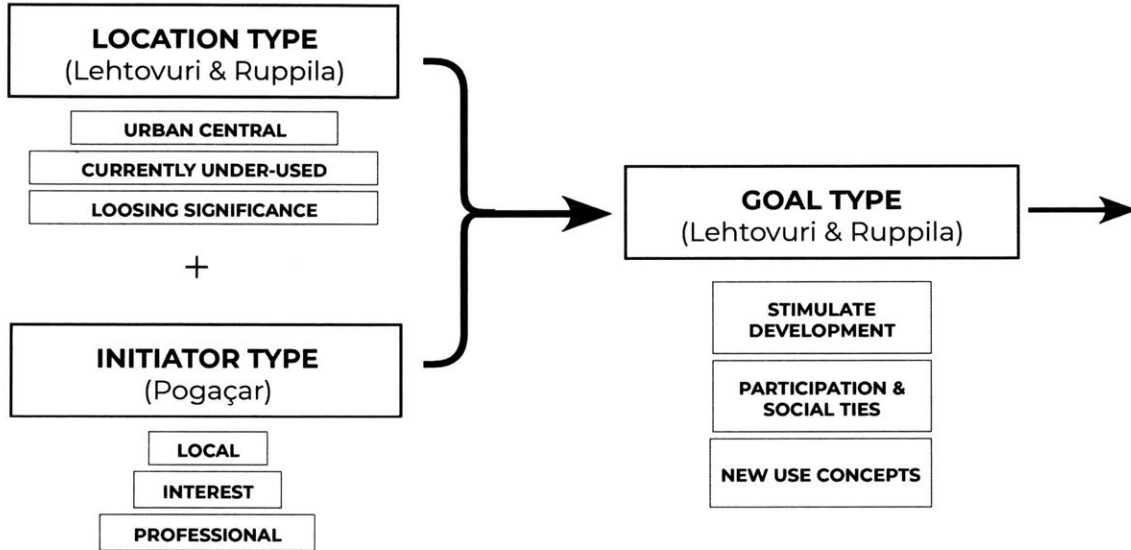 LOCATION TYPE
(Lehtovuri & Ruppila)
URBAN CENTRAL
CURRENTLY UNDER-USED
LOOSING SIGNIFICANCE
+
INITIATOR TYPE
(Pogaçar)
LOCAL
INTEREST
PROFESSIONAL
GOAL TYPE
(Lehtovuri & Ruppila)
STIMULATE
DEVELOPMENT
PARTICIPATION &
SOCIAL TIES
NEW USE CONCEPTS